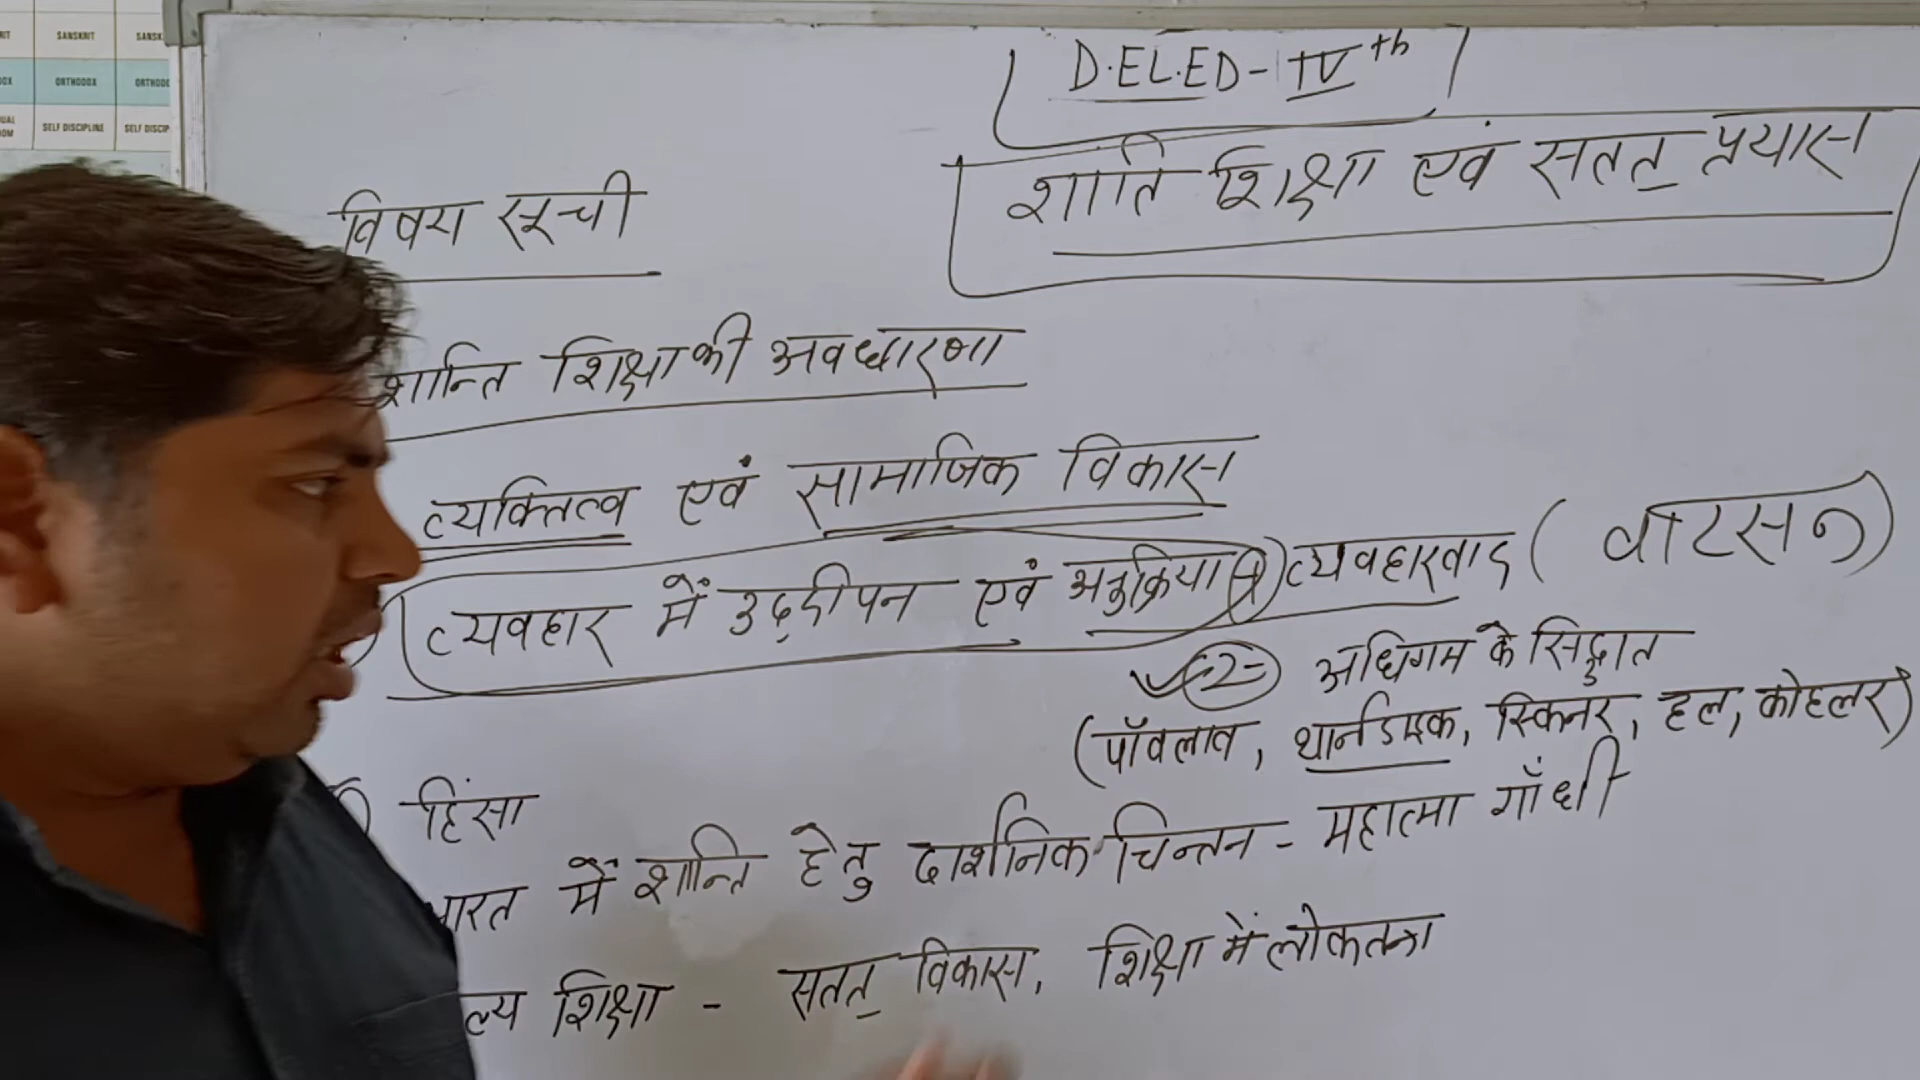 SANSKRIT
ORTHODOX ORTHODOX
SELF DISCIPLINE SELF DISCIP
D.EL.ED-IVth
शाति शिक्षा एवं सतत् प्रयास
विषय सूची
शान्ति शिक्षा की अवधारणा
व्यक्तित्व एवं सामाजिक विकास
व्यवहार में उद्दीपन एवं अनुक्रिया व्यवहारवाद (वाटसन)
2- अधिगम के सिद्धात
(पॉवलाव, थार्नडाइक, स्किनर, हल, कोहलर)
हिंसा
भारत में शान्ति हेतु दार्शनिक चिन्तन - महात्मा गाँधी
ल्य शिक्षा - सतत् विकास, शिक्षा में लोकतन्त्र